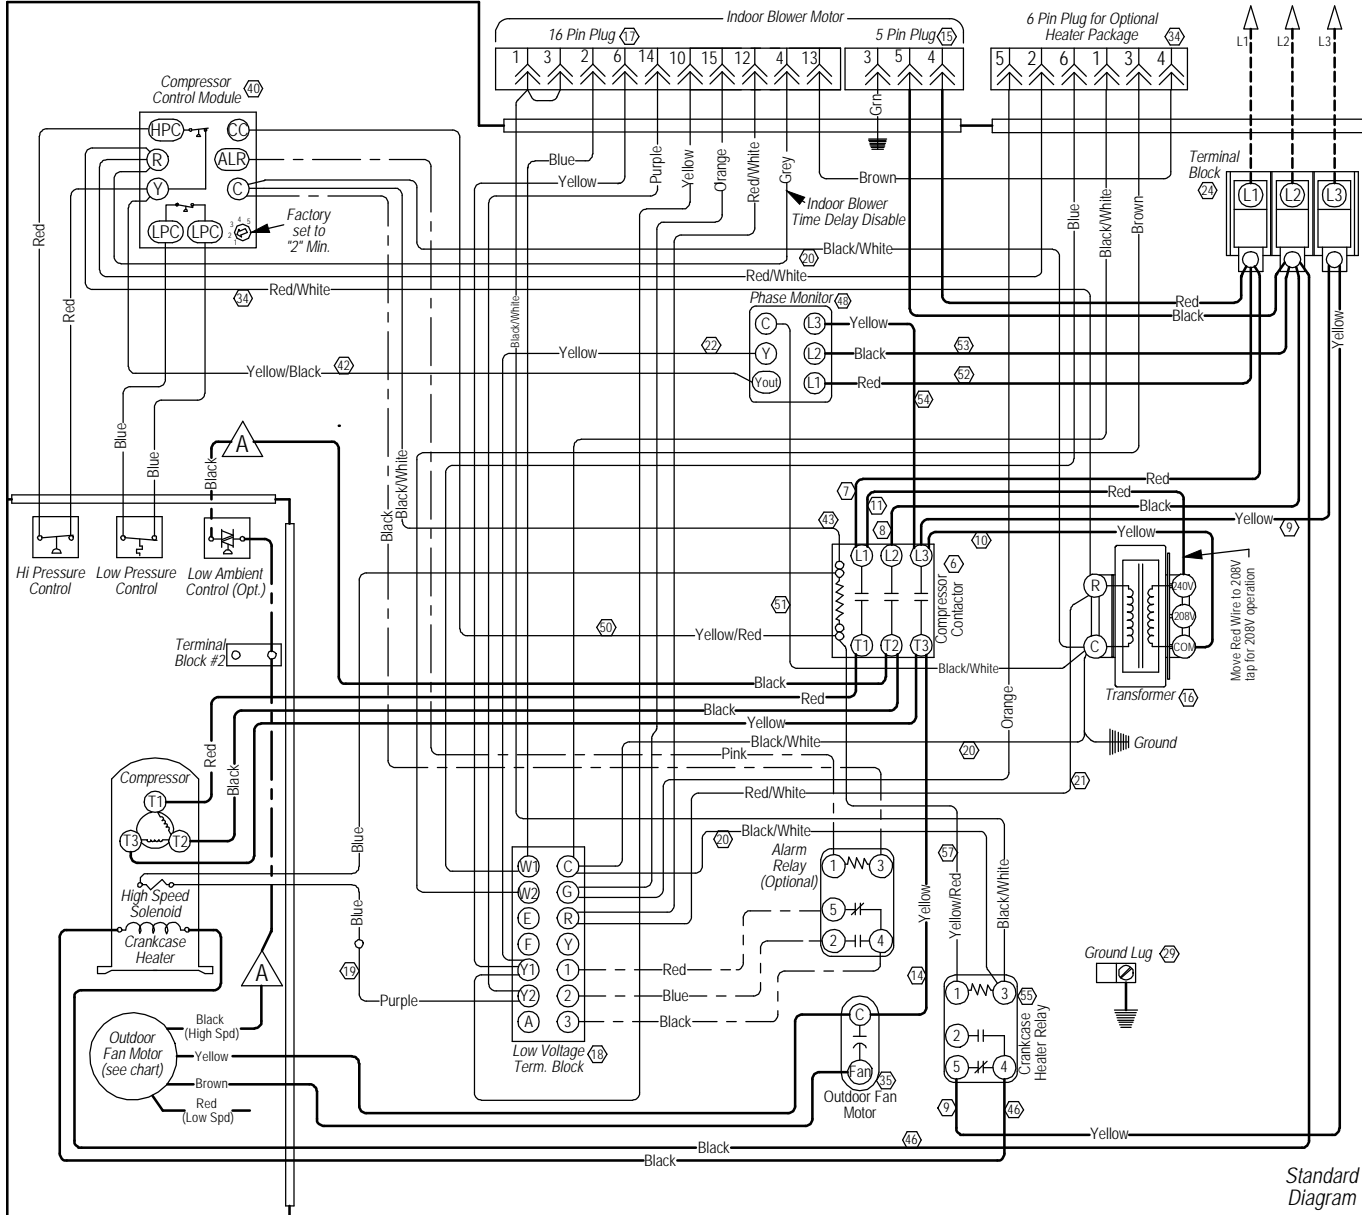 Indoor Blower Motor
16 Pin Plug 17
5 Pin Plug 15
6 Pin Plug for Optional
Heater Package 34
L1 L2 L3
1 3 2 6 14 10 15 12 4 13
3 5 4
5 2 6 1 3 4
Compressor
Control Module 40
HPC CC
R ALR
Y C
LPC LPC
1 2 3 4 5
Factory
set to
"2" Min.
Red
Red
Blue
Yellow
Purple
Yellow
Orange
Red/White
Grey
Grn
Brown
Indoor Blower
Time Delay Disable
Blue
Black/White
Brown
Terminal
Block
24
L1 L2 L3
Black/White
20
Red/White
Red/White
34
Black/White
Red
Black
Yellow
Phase Monitor 48
C L3 Yellow
Yellow 22 Y L2 Black 53
Yellow/Black 42 Yout L1 Red 52
54
Blue
Blue
A
Black
Black
Black/White
Red
7
Red
11
Black
8
Yellow 9
43
10
Yellow
Hi Pressure
Control
Low Pressure
Control
Low Ambient
Control (Opt.)
L1 L2 L3
6
Compressor
Contactor
T1 T2 T3
R
C
240V
208V
COM
Transformer 16
Move Red Wire to 208V
tap for 208V operation
51
50
Yellow/Red
Terminal
Block #2
Black/White
Black
Red
Black
Yellow
Orange
Black/White
20
Ground
Pink
21
Red/White
Red
Black
Compressor
T1
T3 T2
High Speed
Solenoid
Crankcase
Heater
Blue
Blue
19
Purple
20
Black/White
57
Alarm
Relay
(Optional)
1 3
5
2 4
Yellow
Yellow/Red
Black/White
W1 C
W2 G
E R
F Y
Y1 1
Y2 2
A 3
Red
Blue
Black
Low Voltage
Term. Block 18
14
Ground Lug 29
A
Outdoor
Fan Motor
(see chart)
Black
(High Spd)
Yellow
Brown
Red
(Low Spd)
C
Fan
35
Outdoor Fan
Motor
1 3
2
5 4
55
Crankcase
Heater Relay
9
46
Yellow
46
Black
Black
Standard
Diagram